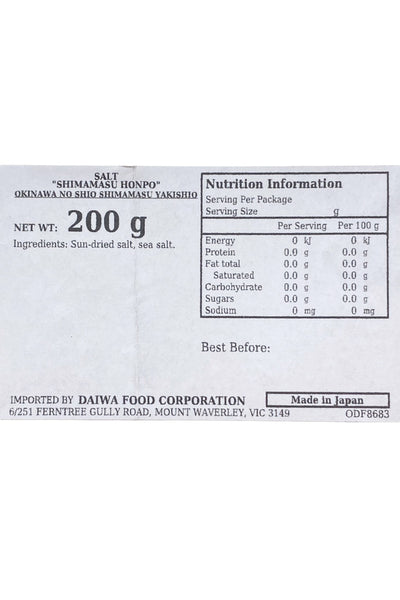 SALT
"SHIMAMASU HONPO"
OKINAWA NO SHIO SHIMAMASU YAKISHIO
NET WT: 200 g
Ingredients: Sun-dried salt, sea salt.
Nutrition Information
Serving Per Package
Serving Size g
Per Serving Per 100 g
Energy 0 kJ 0 kJ
Protein 0.0 g 0.0 g
Fat total 0.0 g 0.0 g
Saturated 0.0 g 0.0 g
Carbohydrate 0.0 g 0.0 g
Sugars 0.0 g 0.0 g
Sodium 0 mg 0 mg
Best Before:
IMPORTED BY DAIWA FOOD CORPORATION
6/251 FERNTREE GULLY ROAD, MOUNT WAVERLEY, VIC 3149
Made in Japan
ODF8683